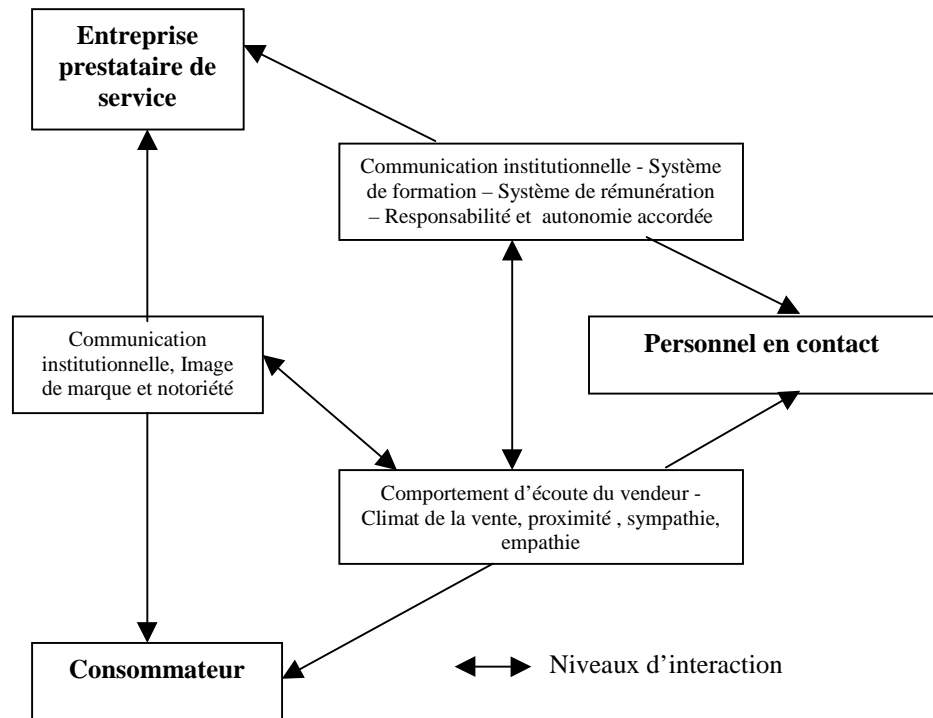 Entreprise
prestataire de
service
Communication institutionnelle - Système
de formation – Système de rémunération
– Responsabilité et autonomie accordée
Communication
institutionnelle, Image
de marque et notoriété
Personnel en contact
Comportement d’écoute du vendeur -
Climat de la vente, proximité , sympathie,
empathie
Consommateur
Niveaux d’interaction